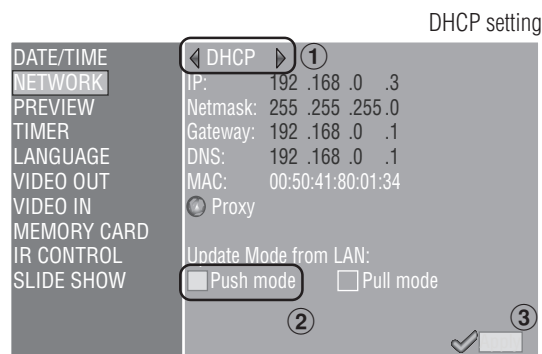 DHCP setting
DATE/TIME
NETWORK
PREVIEW
TIMER
LANGUAGE
VIDEO OUT
VIDEO IN
MEMORY CARD
IR CONTROL
SLIDE SHOW
DHCP ①
IP: 192 .168 .0 .3
Netmask: 255 .255 .255 .0
Gateway: 192 .168 .0 .1
DNS: 192 .168 .0 .1
MAC: 00:50:41:80:01:34
Proxy
Update Mode from LAN:
Push mode Pull mode
②
③